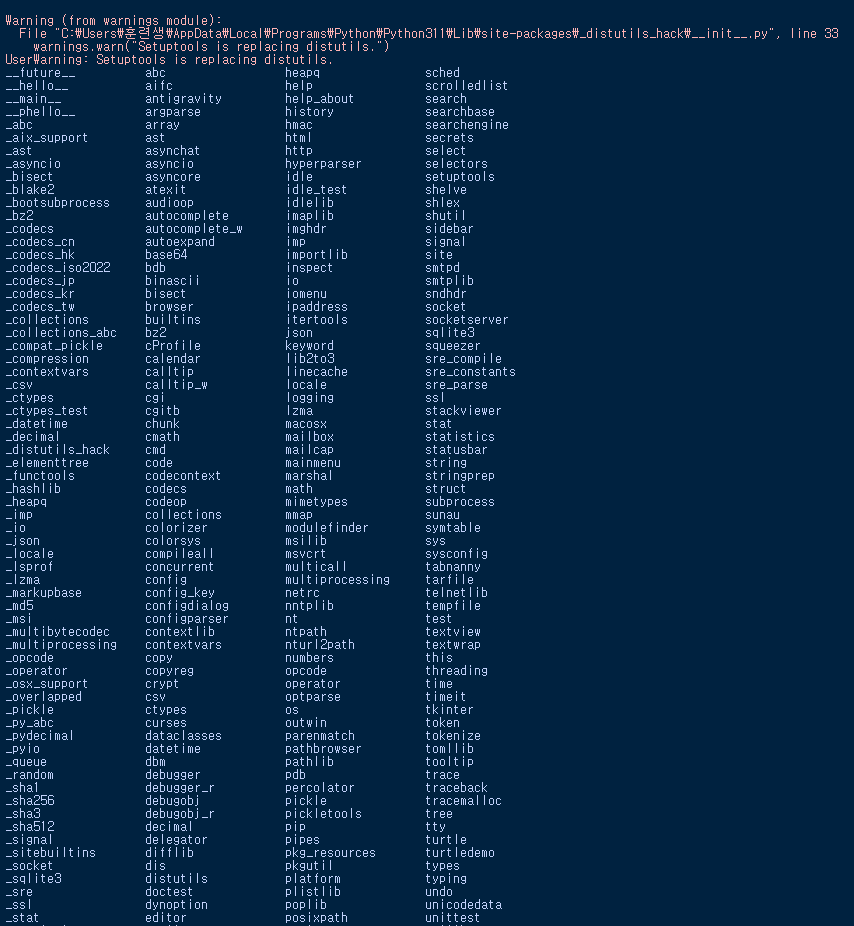 Warning (from warnings module):
  File "C:₩Users₩훈련생₩AppData₩Local₩Programs₩Python₩Python311₩Lib₩site-packages₩_distutils_hack₩__init__.py", line 33
    warnings.warn("Setuptools is replacing distutils.")
UserWarning: Setuptools is replacing distutils.
__future__ abc heapq sched
__hello__ aifc help scrolledlist
__main__ antigravity help_about search
__phello__ argparse history searchbase
_abc array hmac searchengine
_aix_support ast html secrets
_ast asynchat http select
_asyncio asyncio hyperparser selectors
_bisect asyncore idle setuptools
_blake2 atexit idle_test shelve
_bootsubprocess audioop idlelib shlex
_bz2 autocomplete imaplib shutil
_codecs autocomplete_w imghdr sidebar
_codecs_cn autoexpand imp signal
_codecs_hk base64 importlib site
_codecs_iso2022 bdb inspect smtpd
_codecs_jp binascii io smtplib
_codecs_kr bisect iomenu sndhdr
_codecs_tw browser ipaddress socket
_collections builtins itertools socketserver
_collections_abc bz2 json sqlite3
_compat_pickle cProfile keyword squeezer
_compression calendar lib2to3 sre_compile
_contextvars calltip linecache sre_constants
_csv calltip_w locale sre_parse
_ctypes cgi logging ssl
_ctypes_test cgitb lzma stackviewer
_datetime chunk macosx stat
_decimal cmath mailbox statistics
_distutils_hack cmd mailcap statusbar
_elementtree code mainmenu string
_functools codecontext marshal stringprep
_hashlib codecs math struct
_heapq codeop mimetypes subprocess
_imp collections mmap sunau
_io colorizer modulefinder symtable
_json colorsys msilib sys
_locale compileall msvcrt sysconfig
_lsprof concurrent multicall tabnanny
_lzma config multiprocessing tarfile
_markupbase config_key netrc telnetlib
_md5 configdialog nntplib tempfile
_msi configparser nt test
_multibytecodec contextlib ntpath textview
_multiprocessing contextvars nturl2path textwrap
_opcode copy numbers this
_operator copyreg opcode threading
_osx_support crypt operator time
_overlapped csv optparse timeit
_pickle ctypes os tkinter
_py_abc curses outwin token
_pydecimal dataclasses parenmatch tokenize
_pyio datetime pathbrowser tomllib
_queue dbm pathlib tooltip
_random debugger pdb trace
_sha1 debugger_r percolator traceback
_sha256 debugobj pickle tracemalloc
_sha3 debugobj_r pickletools tree
_sha512 decimal pip tty
_signal delegator pipes turtle
_sitebuiltins difflib pkg_resources turtledemo
_socket dis pkgutil types
_sqlite3 distutils platform typing
_sre doctest plistlib undo
_ssl dynoption poplib unicodedata
_stat editor posixpath unittest